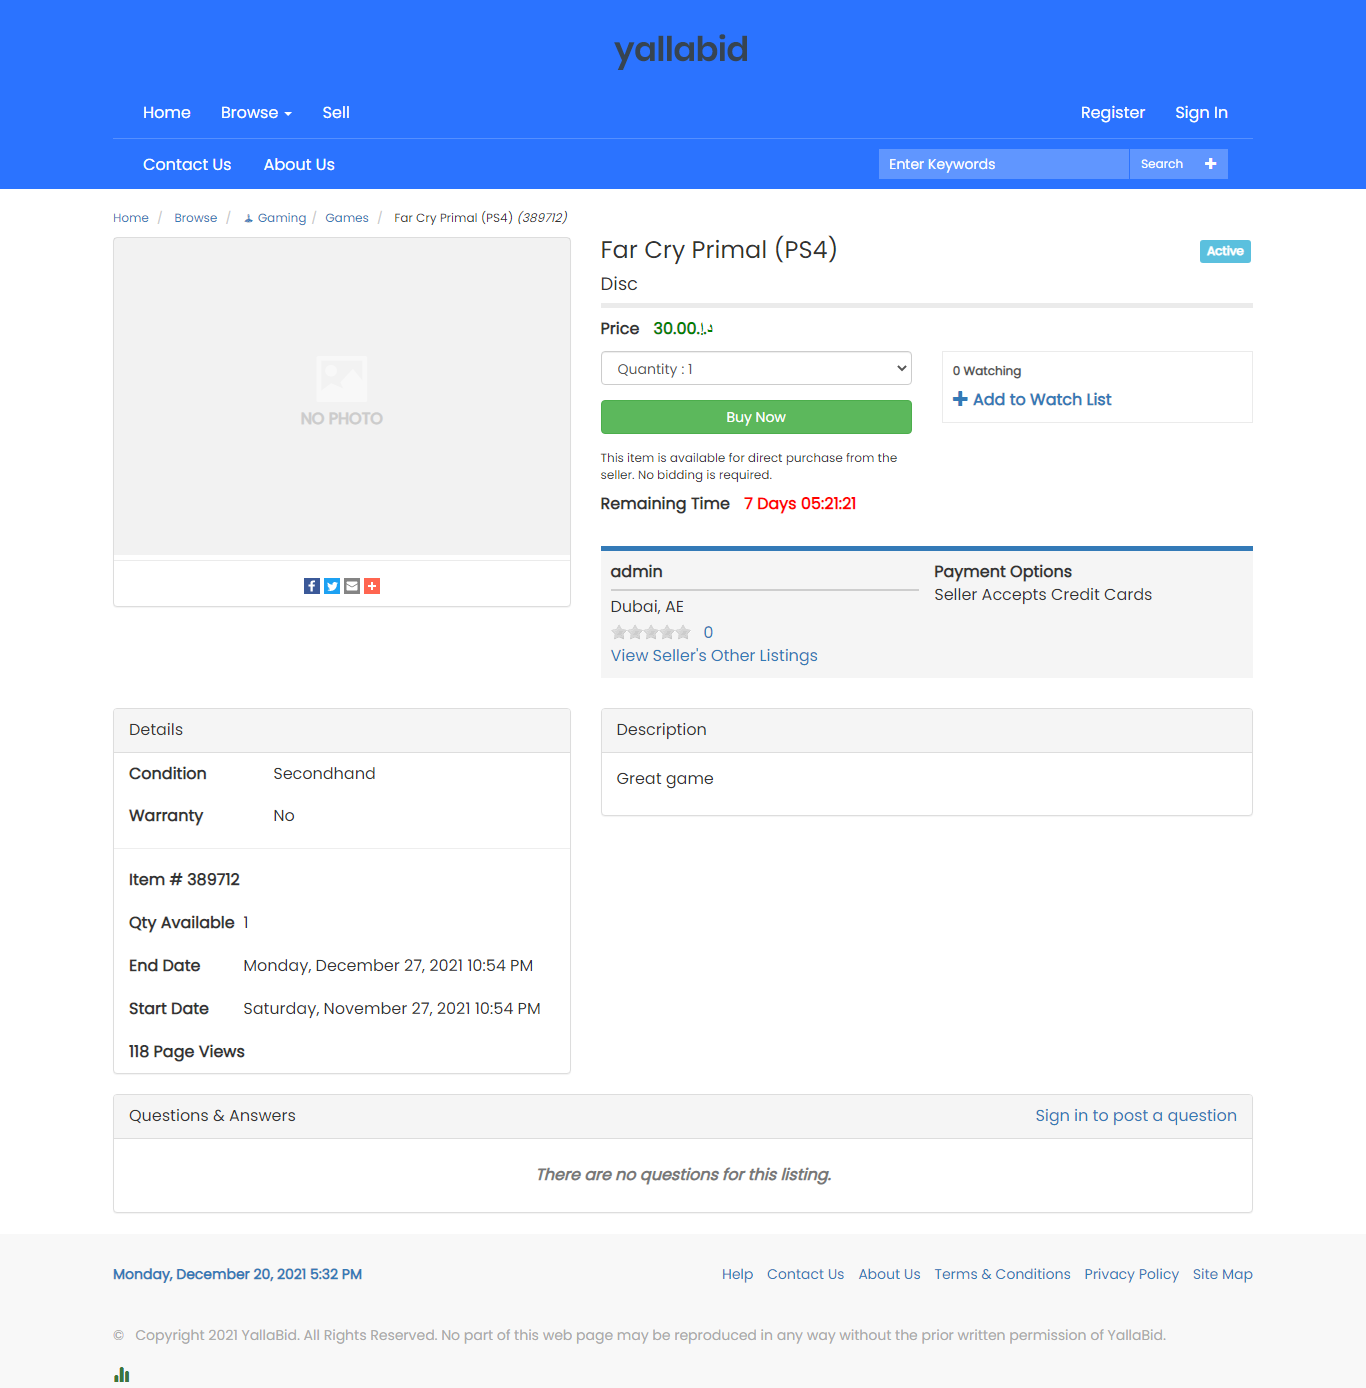 yallabid
Home Browse Sell Register Sign In
Contact Us About Us Enter Keywords Search
Home / Browse / Gaming / Games / Far Cry Primal (PS4) (389712)
NO PHOTO
Far Cry Primal (PS4) Active
Disc
Price 30.00.د.إ
Quantity : 1
Buy Now
This item is available for direct purchase from the
seller. No bidding is required.
Remaining Time 7 Days 05:21:21
0 Watching
Add to Watch List
admin
Dubai, AE
0
View Seller's Other Listings
Payment Options
Seller Accepts Credit Cards
Details
Condition Secondhand
Warranty No
Item # 389712
Qty Available 1
End Date Monday, December 27, 2021 10:54 PM
Start Date Saturday, November 27, 2021 10:54 PM
118 Page Views
Description
Great game
Questions & Answers Sign in to post a question
There are no questions for this listing.
Monday, December 20, 2021 5:32 PM Help Contact Us About Us Terms & Conditions Privacy Policy Site Map
© Copyright 2021 YallaBid. All Rights Reserved. No part of this web page may be reproduced in any way without the prior written permission of YallaBid.